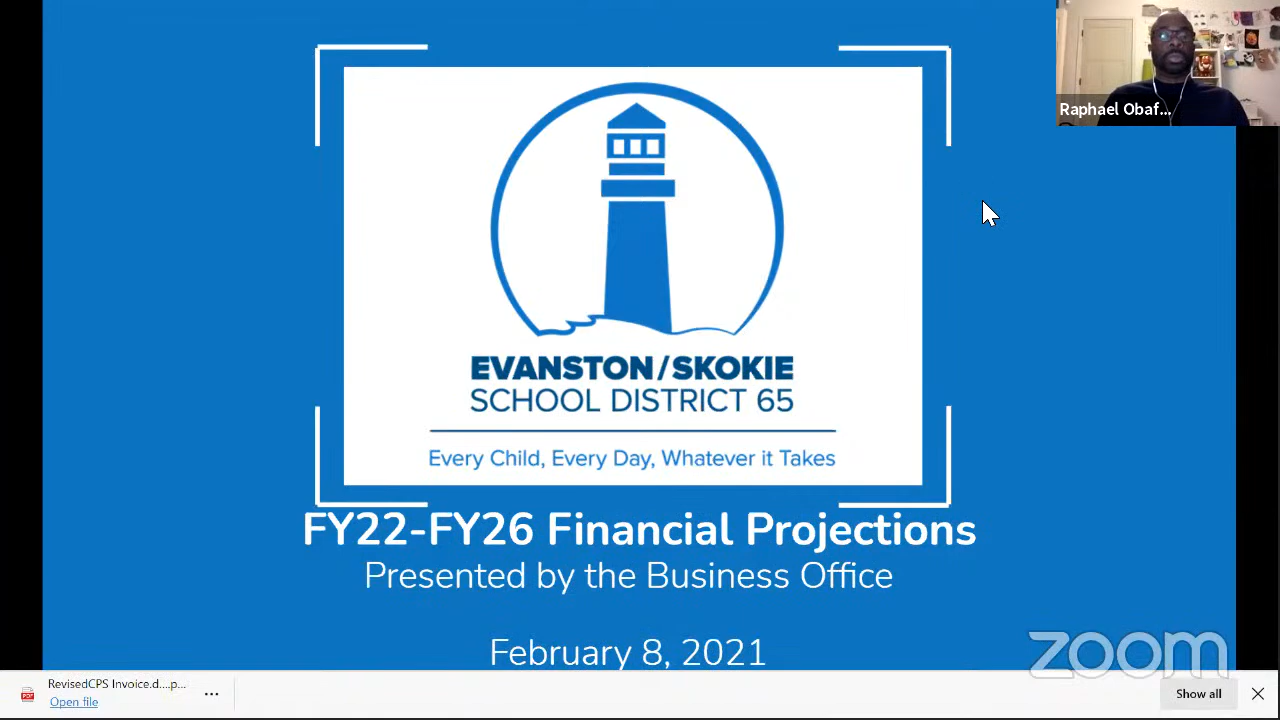 Raphael Obaf...
EVANSTON/SKOKIE
SCHOOL DISTRICT 65
Every Child, Every Day, Whatever it Takes
FY22-FY26 Financial Projections
Presented by the Business Office
February 8, 2021
zoom
RevisedCPS Invoice.d....p...
Open file
Show all